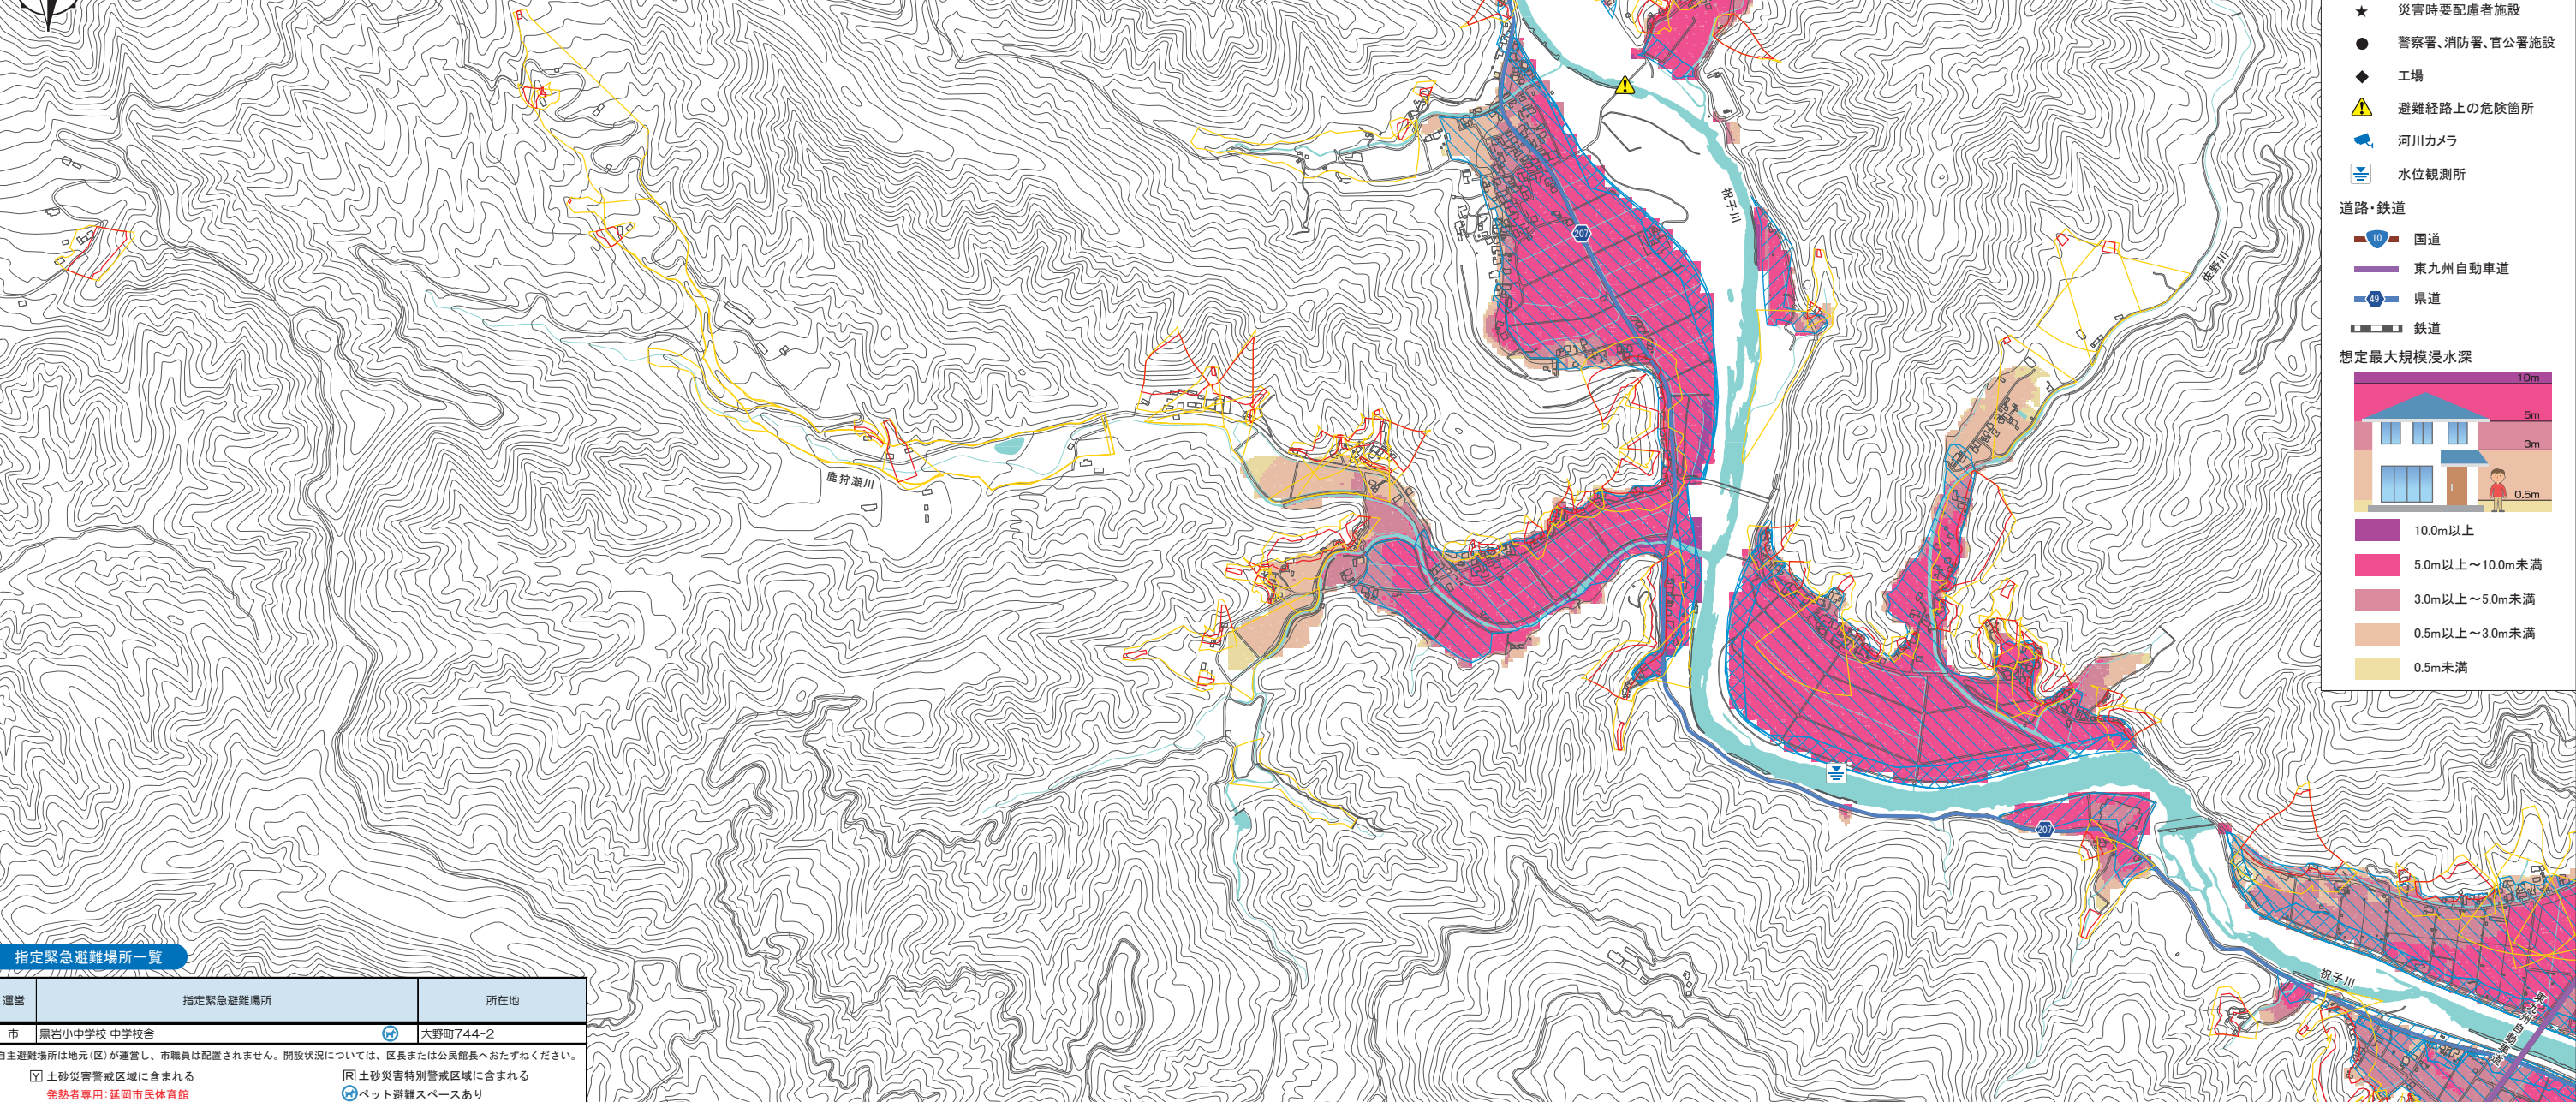 災害時要配慮者施設
警察署、消防署、官公署施設
工場
避難経路上の危険箇所
河川カメラ
水位観測所
道路・鉄道
10 国道
東九州自動車道
49 県道
鉄道
想定最大規模浸水深
10m
5m
3m
0.5m
10.0m以上
5.0m以上～10.0m未満
3.0m以上～5.0m未満
0.5m以上～3.0m未満
0.5m未満
祝子川
207
佐野川
鹿狩瀬川
207
祝子川
東九州自動車道
指定緊急避難場所一覧
運営 指定緊急避難場所 所在地
市 黒岩小中学校 中学校舎 大野町744-2
自主避難場所は地元(区)が運営し、市職員は配置されません。開設状況については、区長または公民館長へおたずねください。
Y 土砂災害警戒区域に含まれる R 土砂災害特別警戒区域に含まれる
発熱者専用：延岡市民体育館 ペット避難スペースあり